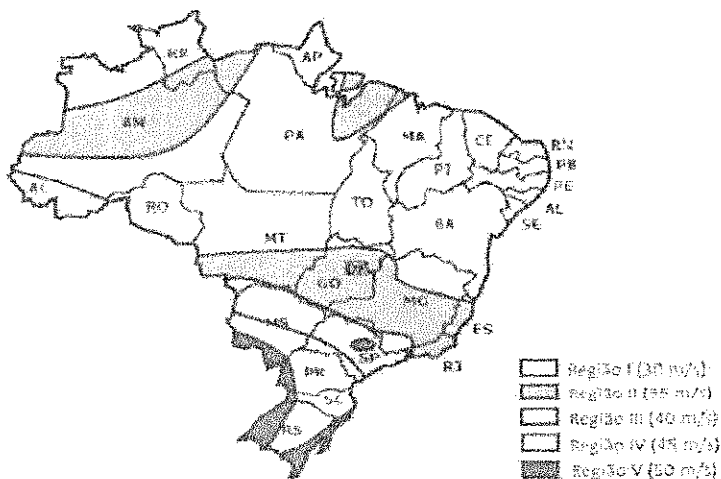 RR
AP
AM
PA
MA
CE
RN
PB
PE
AL
SE
PI
AC
RO
TO
BA
MT
DF
GO
MG
ES
MS
SP
RJ
PR
SC
RS
Região I (30 m/s)
Região II (35 m/s)
Região III (40 m/s)
Região IV (45 m/s)
Região V (50 m/s)